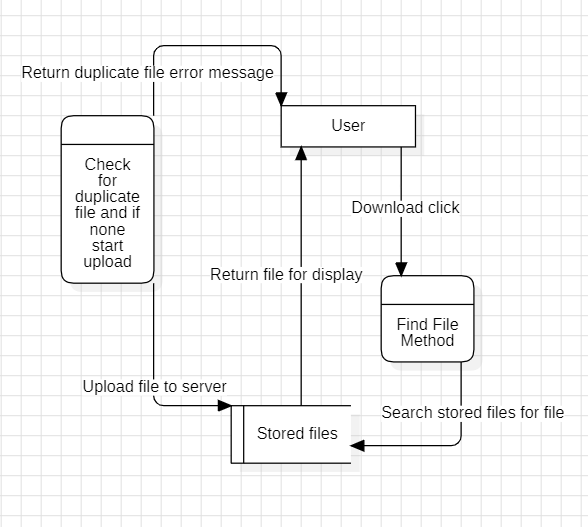 Return duplicate file error message
User
Check
for
duplicate
file and if
none
start
upload
Download click
Return file for display
Find File
Method
Upload file to server
Search stored files for file
Stored files